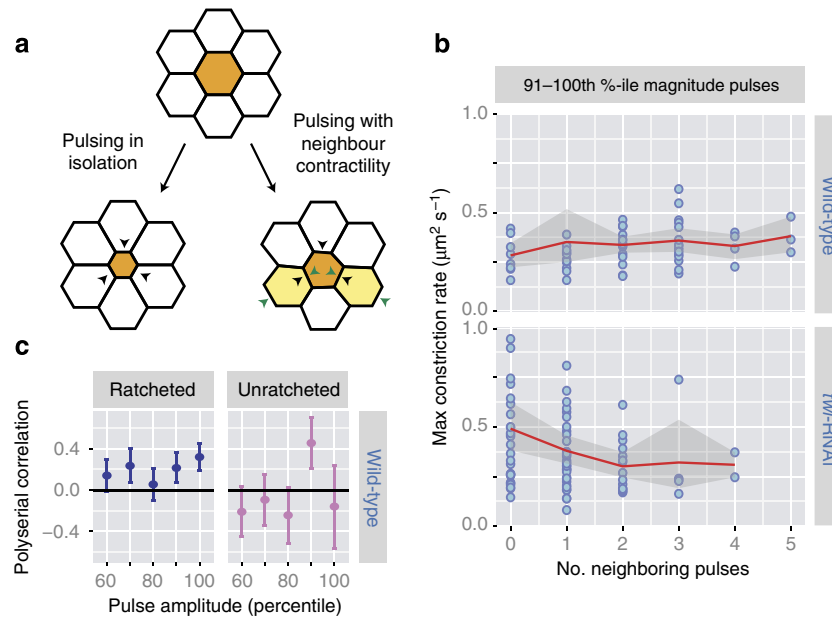 a
Pulsing in
isolation
Pulsing with
neighbour
contractility
b
91–100th %-ile magnitude pulses
Max constriction rate (μm² s⁻¹)
1.0
0.5
0.0
Wild-type
1.0
0.5
0.0
twi-RNAi
0 1 2 3 4 5
No. neighboring pulses
c
Ratcheted
Unratcheted
Polyserial correlation
0.4
0.0
−0.4
Wild-type
60 80 100
60 80 100
Pulse amplitude (percentile)